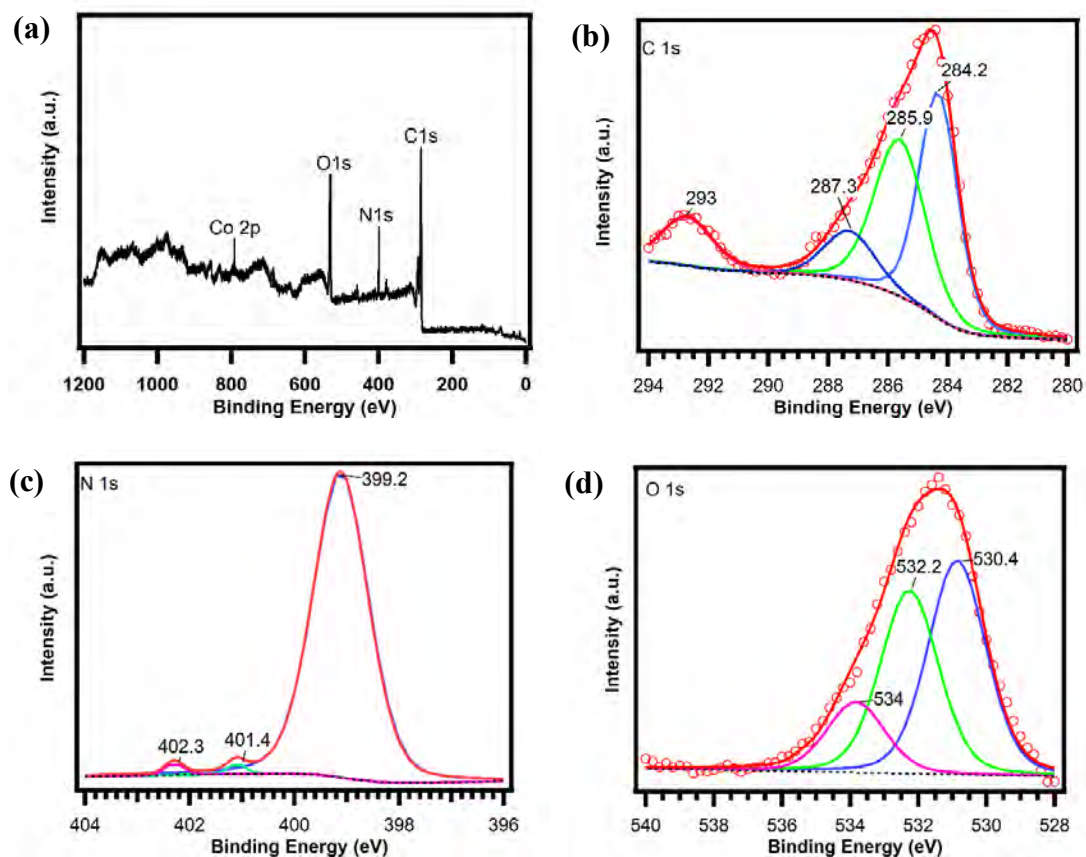 (a)
Intensity (a.u.)
Co 2p
O1s
N1s
C1s
1200 1000 800 600 400 200 0
Binding Energy (eV)
(b)
C 1s
Intensity (a.u.)
293
287.3
285.9
284.2
294 292 290 288 286 284 282 280
Binding Energy (eV)
(c)
N 1s
Intensity (a.u.)
402.3
401.4
399.2
404 402 400 398 396
Binding Energy (eV)
(d)
O 1s
Intensity (a.u.)
534
532.2
530.4
540 538 536 534 532 530 528
Binding Energy (eV)